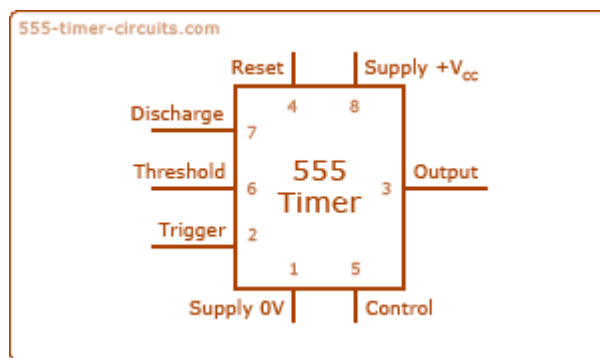 555-timer-circuits.com
Reset
Supply +Vcc
4
8
Discharge
7
Threshold
6
555
Timer
3
Output
Trigger
2
1
5
Supply 0V
Control